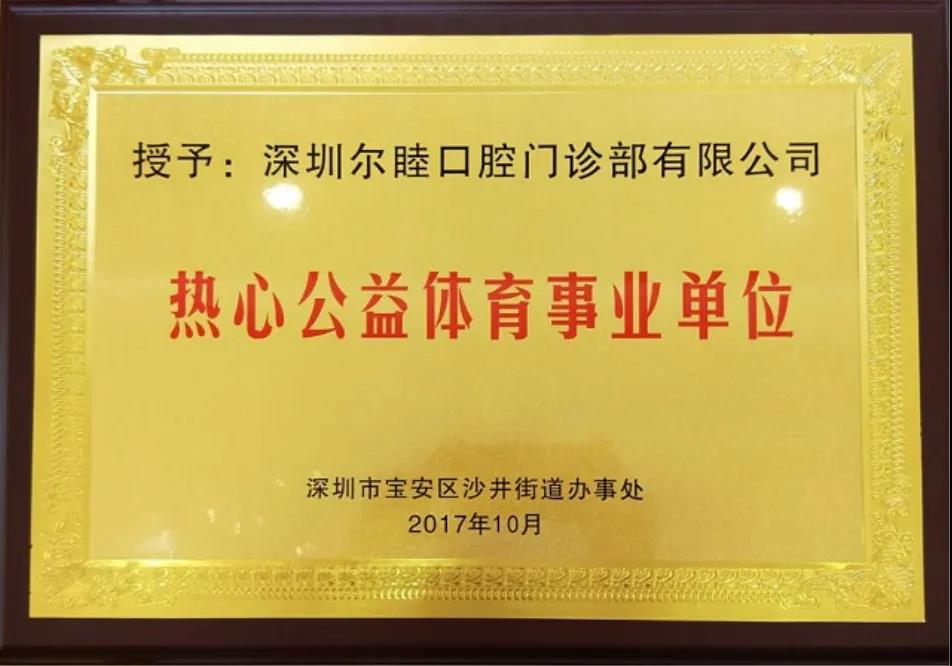 授予：深圳尔睦口腔门诊部有限公司
热心公益体育事业单位
深圳市宝安区沙井街道办事处
2017年10月